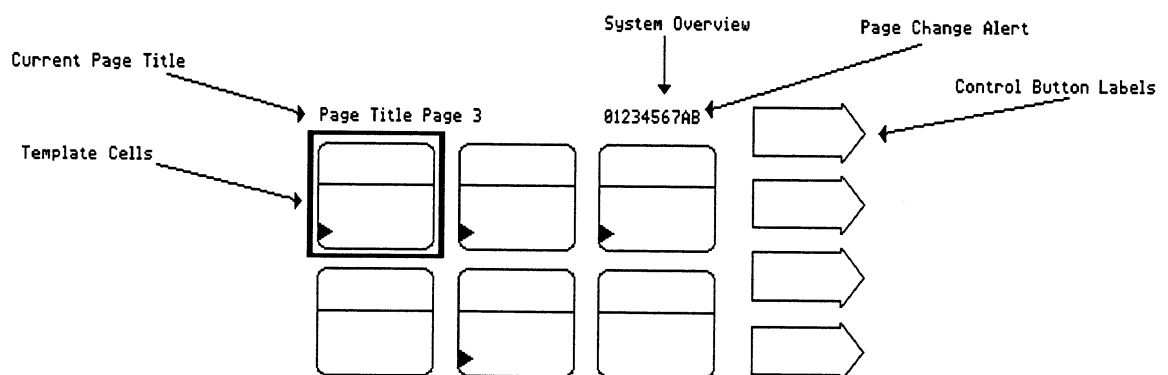 System Overview
Page Change Alert
Current Page Title
Control Button Labels
Page Title Page 3
01234567AB
Template Cells